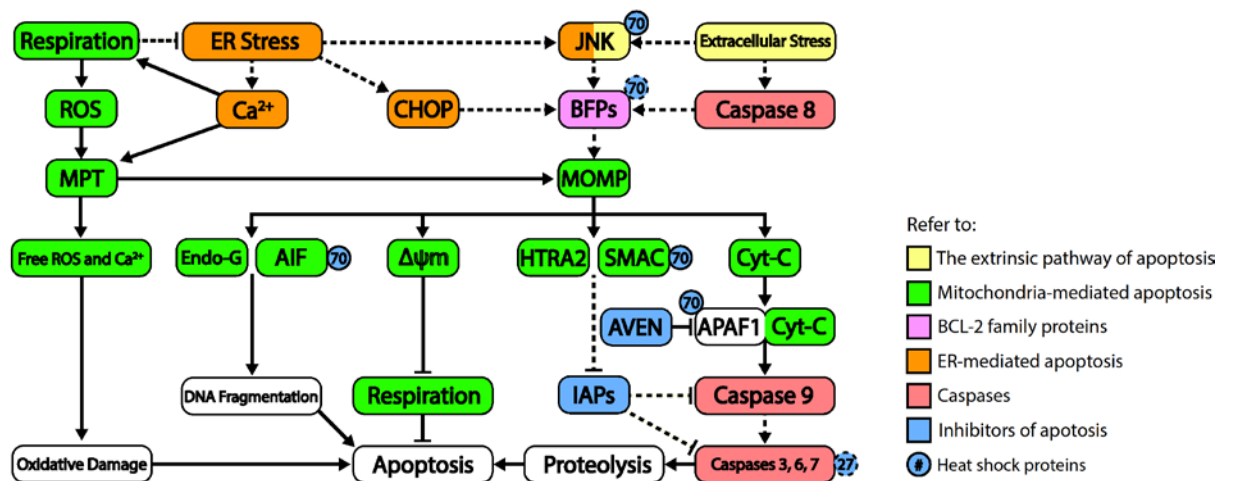 70
Respiration
ER Stress
JNK
Extracellular Stress
70
ROS
Ca²⁺
CHOP
BFPs
Caspase 8
MPT
MOMP
Refer to:
Free ROS and Ca²⁺
Endo-G
AIF
70
Δψm
HTRA2
SMAC
70
Cyt-C
The extrinsic pathway of apoptosis
Mitochondria-mediated apoptosis
70
AVEN
APAF1
Cyt-C
BCL-2 family proteins
ER-mediated apoptosis
DNA Fragmentation
Respiration
IAPs
Caspase 9
Caspases
Inhibitors of apotosis
Oxidative Damage
Apoptosis
Proteolysis
Caspases 3, 6, 7
27
# Heat shock proteins